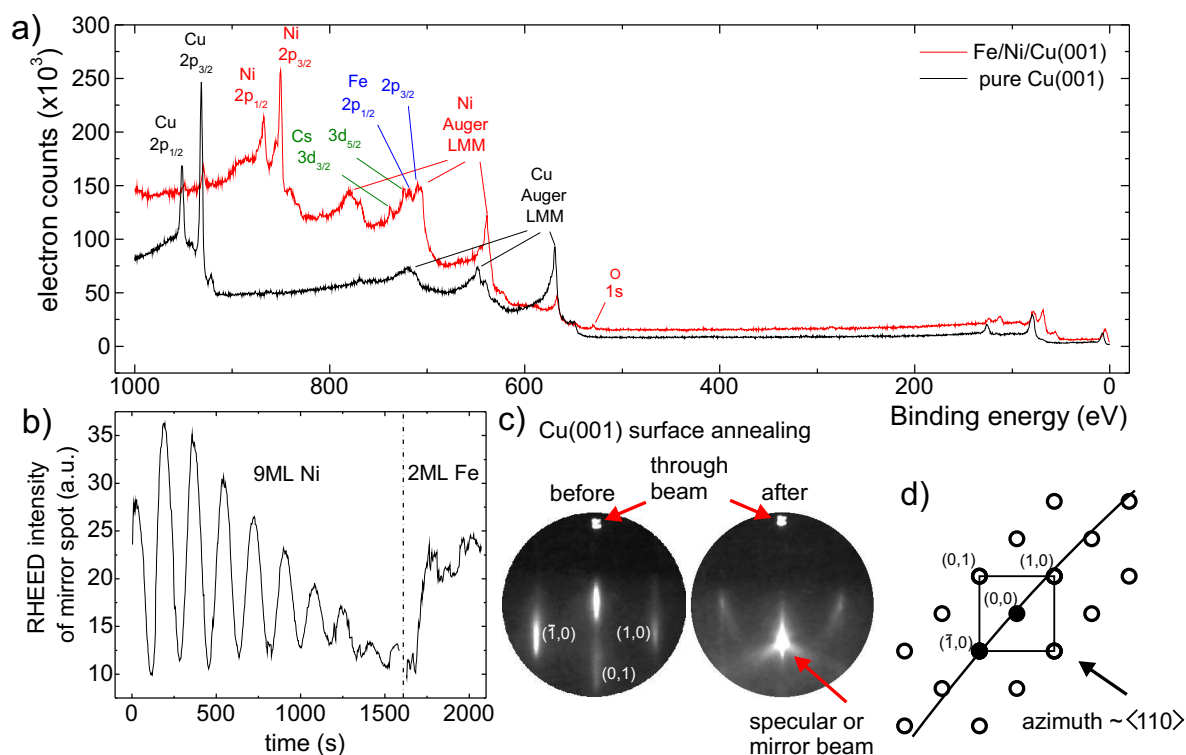 a)
electron counts (x10³)
300
250
200
150
100
50
0
Cu
2p₃/₂
Cu
2p₁/₂
Ni
2p₁/₂
Ni
2p₃/₂
Cs
3d₃/₂
3d₅/₂
Fe
2p₁/₂
2p₃/₂
Ni
Auger
LMM
Cu
Auger
LMM
O
1s
Fe/Ni/Cu(001)
pure Cu(001)
1000 800 600 400 200 0
Binding energy (eV)
b)
RHEED intensity
of mirror spot (a.u.)
35
30
25
20
15
10
9ML Ni
2ML Fe
0 500 1000 1500 2000
time (s)
c)
Cu(001) surface annealing
before
through
beam
after
(1̄,0)
(1,0)
(0,1)
specular or
mirror beam
d)
(0,1)
(1,0)
(0,0)
(1̄,0)
azimuth ~⟨110⟩